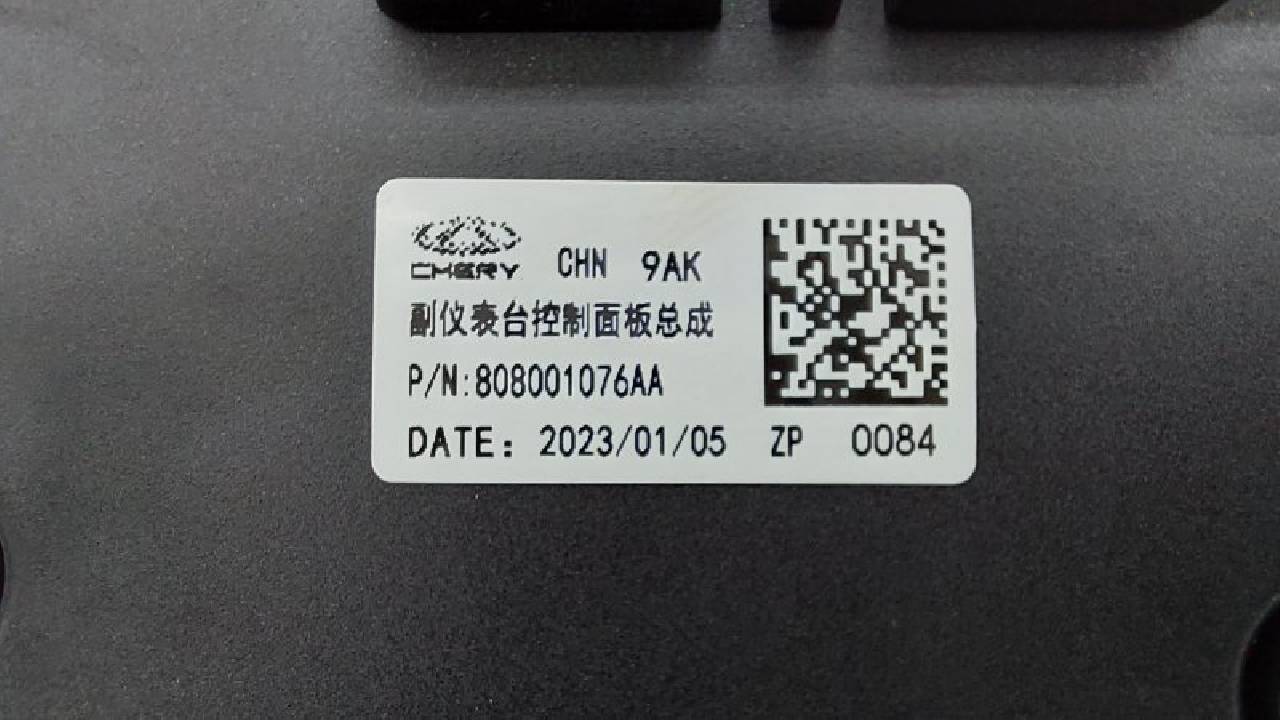 CHERY CHN 9AK
副仪表台控制面板总成
P/N:808001076AA
DATE: 2023/01/05 ZP 0084